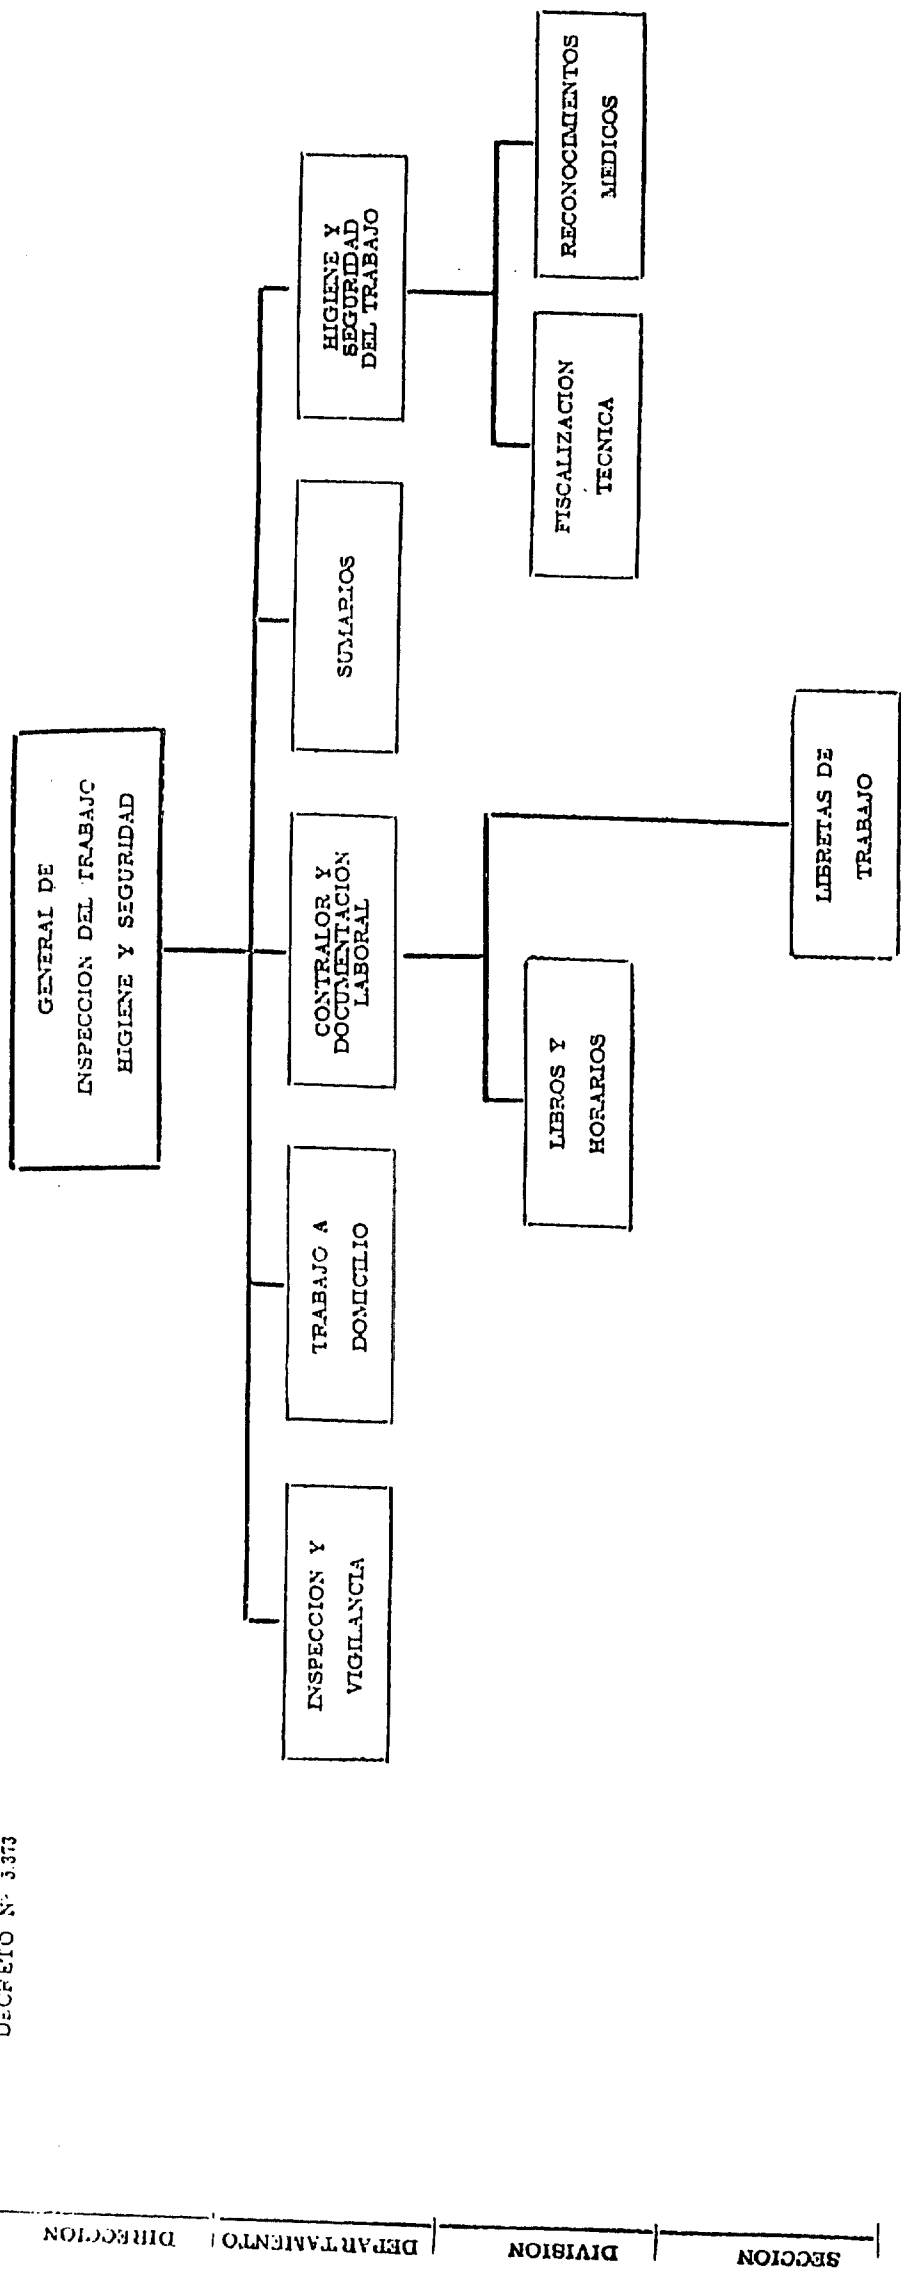 DECRETO Nº 3.373
DIRECCION
DEPARTAMENTO
DIVISION
SECCION
GENERAL DE
INSPECCION DEL TRABAJO
HIGIENE Y SEGURIDAD
INSPECCION Y
VIGILANCIA
TRABAJO A
DOMICILIO
CONTRALOR Y
DOCUMENTACION
LABORAL
SUMARIOS
HIGIENE Y
SEGURIDAD
DEL TRABAJO
LIBROS Y
HORARIOS
FISCALIZACION
TECNICA
RECONOCIMIENTOS
MEDICOS
LIBRETAS DE
TRABAJO